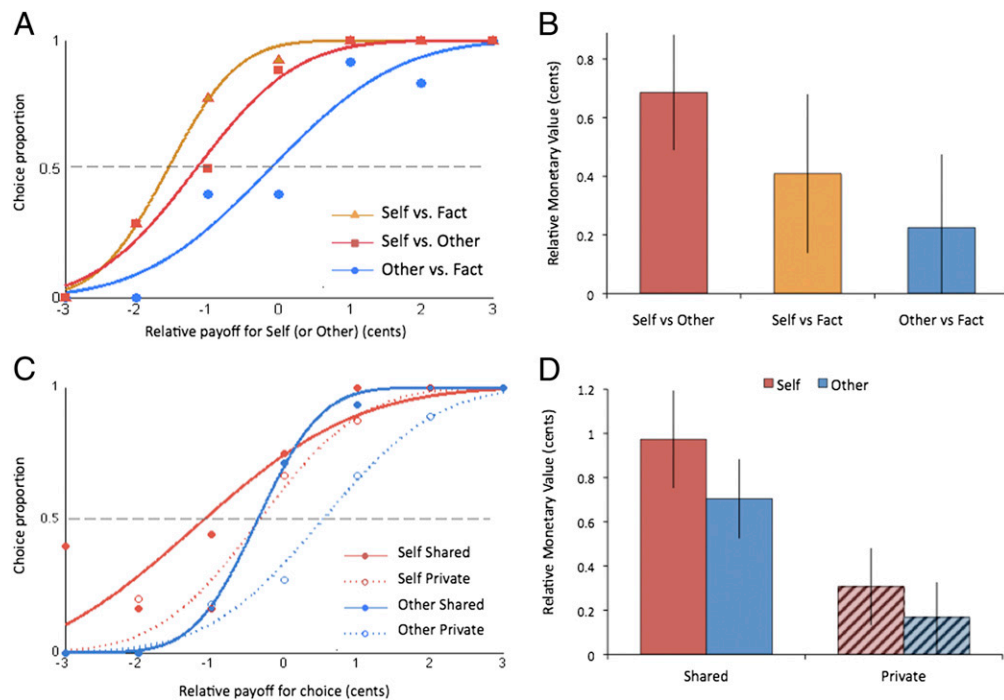 A
Choice proportion
1
0.5
0
-3
-2
-1
0
1
2
3
Relative payoff for Self (or Other) (cents)
Self vs. Fact
Self vs. Other
Other vs. Fact
B
Relative Monetary Value (cents)
0.8
0.6
0.4
0.2
0
Self vs Other
Self vs Fact
Other vs Fact
C
Choice proportion
1
0.5
0
-3
-2
-1
0
1
2
3
Relative payoff for choice (cents)
Self Shared
Self Private
Other Shared
Other Private
D
Self
Other
Relative Monetary Value (cents)
1.2
1
0.8
0.6
0.4
0.2
0
Shared
Private